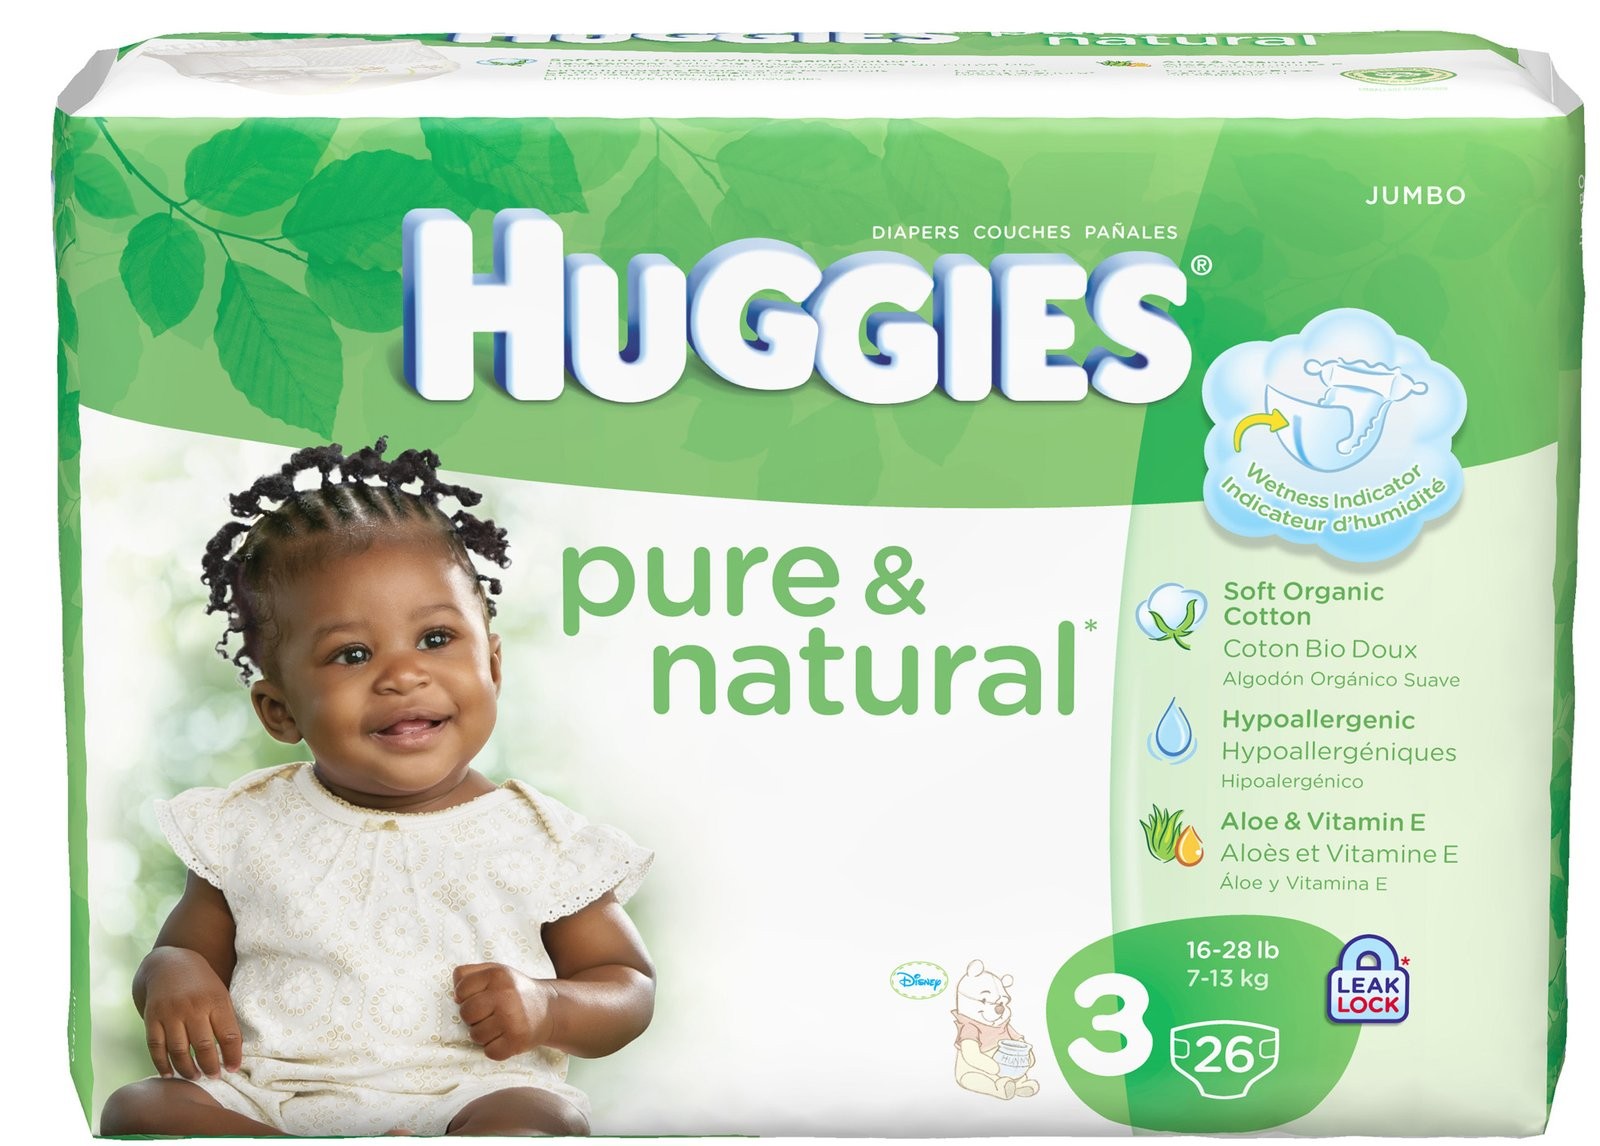 HUGGIES
natural
DIAPERS COUCHES PAÑALES
JUMBO
HUGGIES®
Wetness Indicator
Indicateur d'humidité
pure &
natural*
Soft Organic
Cotton
Coton Bio Doux
Algodón Orgánico Suave
Hypoallergenic
Hypoallergéniques
Hipoalergénico
Aloe & Vitamin E
Aloès et Vitamine E
Áloe y Vitamina E
Disney
HUNNY
3
16-28 lb
7-13 kg
26
LEAK*
LOCK